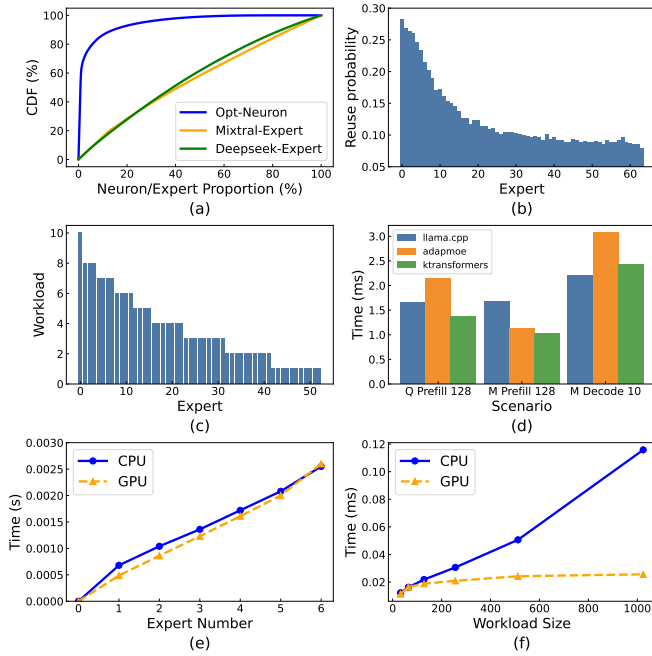 CDF (%)
100
80
60
40
20
0
Opt-Neuron
Mixtral-Expert
Deepseek-Expert
0 20 40 60 80 100
Neuron/Expert Proportion (%)
(a)
Reuse probability
0.30
0.25
0.20
0.15
0.10
0.05
0 10 20 30 40 50 60
Expert
(b)
Workload
10
8
6
4
2
0
0 10 20 30 40 50
Expert
(c)
Time (ms)
3.0
2.5
2.0
1.5
1.0
0.5
0.0
llama.cpp
adapmoe
ktransformers
Q Prefill 128 M Prefill 128 M Decode 10
Scenario
(d)
Time (s)
0.0030
0.0025
0.0020
0.0015
0.0010
0.0005
0.0000
CPU
GPU
0 1 2 3 4 5 6
Expert Number
(e)
Time (ms)
0.12
0.10
0.08
0.06
0.04
0.02
CPU
GPU
0 200 400 600 800 1000
Workload Size
(f)